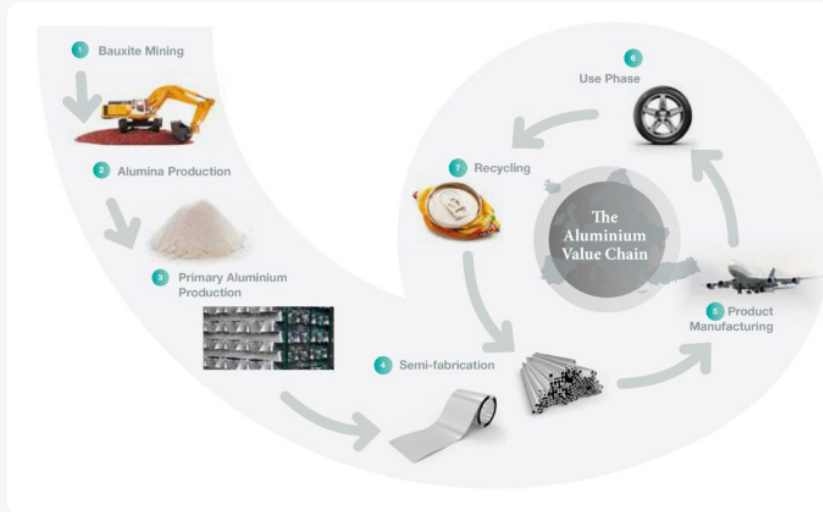 1 Bauxite Mining
2 Alumina Production
3 Primary Aluminium
Production
4 Semi-fabrication
5 Product
Manufacturing
6
Use Phase
7 Recycling
The
Aluminium
Value Chain